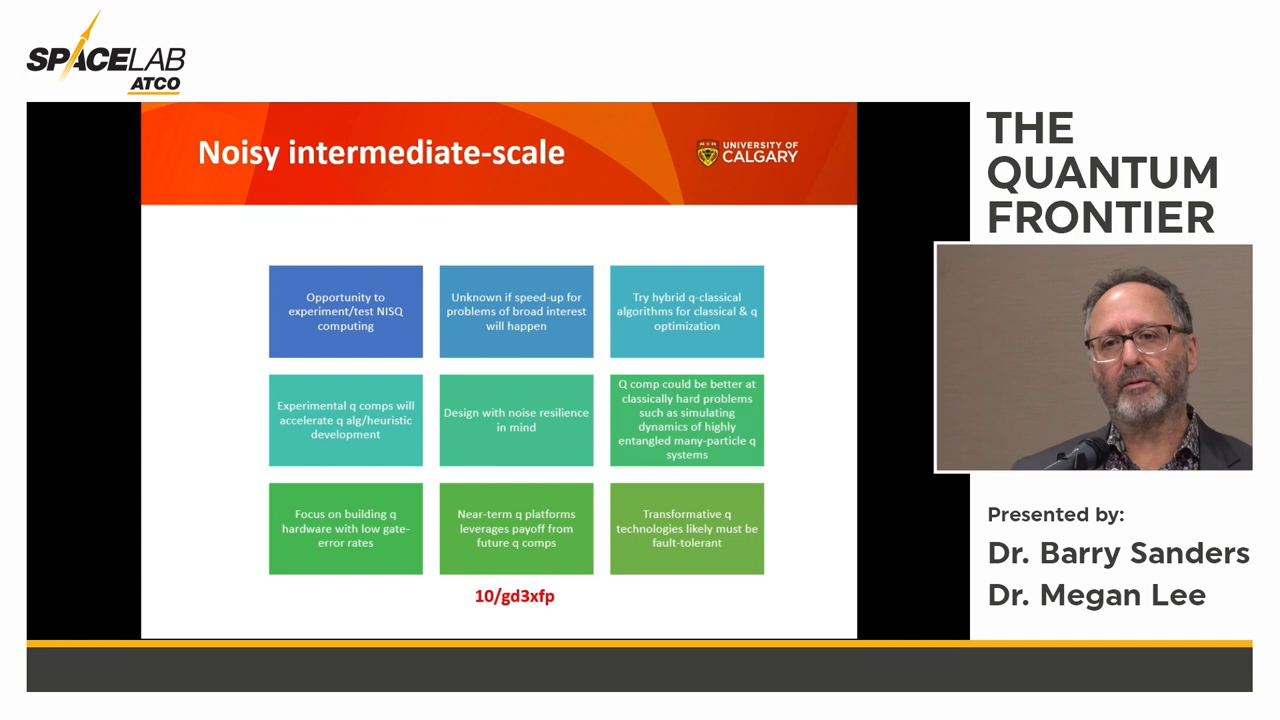 SPACELAB
ATCO
Noisy intermediate-scale
UNIVERSITY OF
CALGARY
Opportunity to
experiment/test NISQ
computing
Unknown if speed-up for
problems of broad interest
will happen
Try hybrid q-classical
algorithms for classical & q
optimization
Experimental q comps will
accelerate q alg/heuristic
development
Design with noise resilience
in mind
Q comp could be better at
classically hard problems
such as simulating
dynamics of highly
entangled many-particle q
systems
Focus on building q
hardware with low gate-
error rates
Near-term q platforms
leverages payoff from
future q comps
Transformative q
technologies likely must be
fault-tolerant
10/gd3xfp
THE
QUANTUM
FRONTIER
Presented by:
Dr. Barry Sanders
Dr. Megan Lee